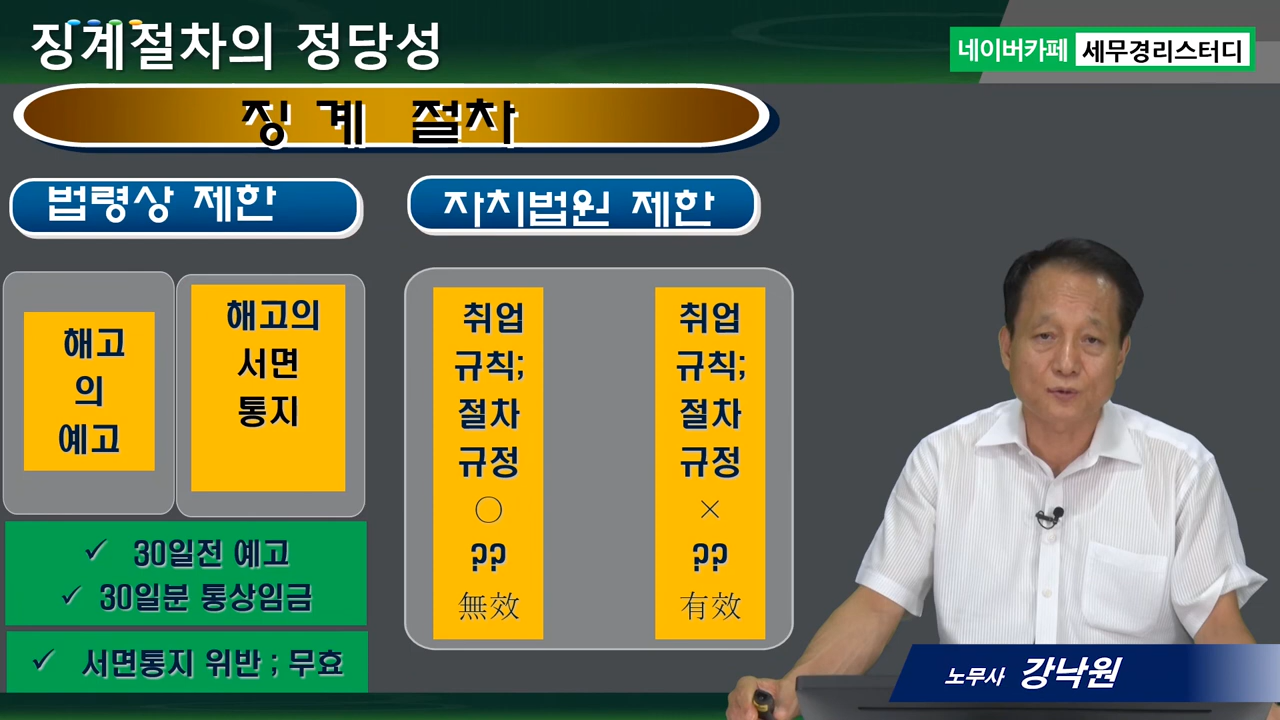 징계절차의 정당성
네이버카페 세무경리스터디
징계 절차
법령상 제한
자치법원 제한
해고
의
예고
해고의
서면
통지
취업
규칙;
절차
규정
○
??
無效
취업
규칙;
절차
규정
×
??
有效
✓ 30일전 예고
✓ 30일분 통상임금
✓ 서면통지 위반 ; 무효
노무사 강낙원